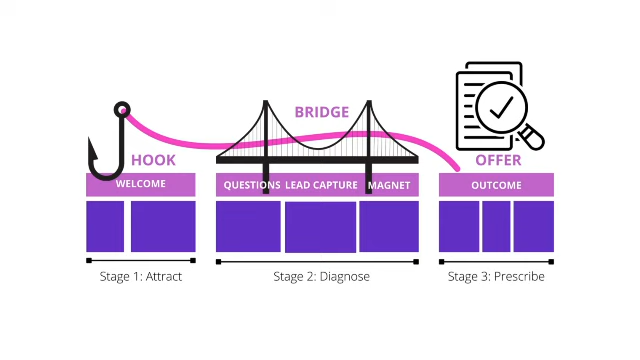 BRIDGE
HOOK
OFFER
WELCOME
QUESTIONS LEAD CAPTURE MAGNET
OUTCOME
Stage 1: Attract
Stage 2: Diagnose
Stage 3: Prescribe